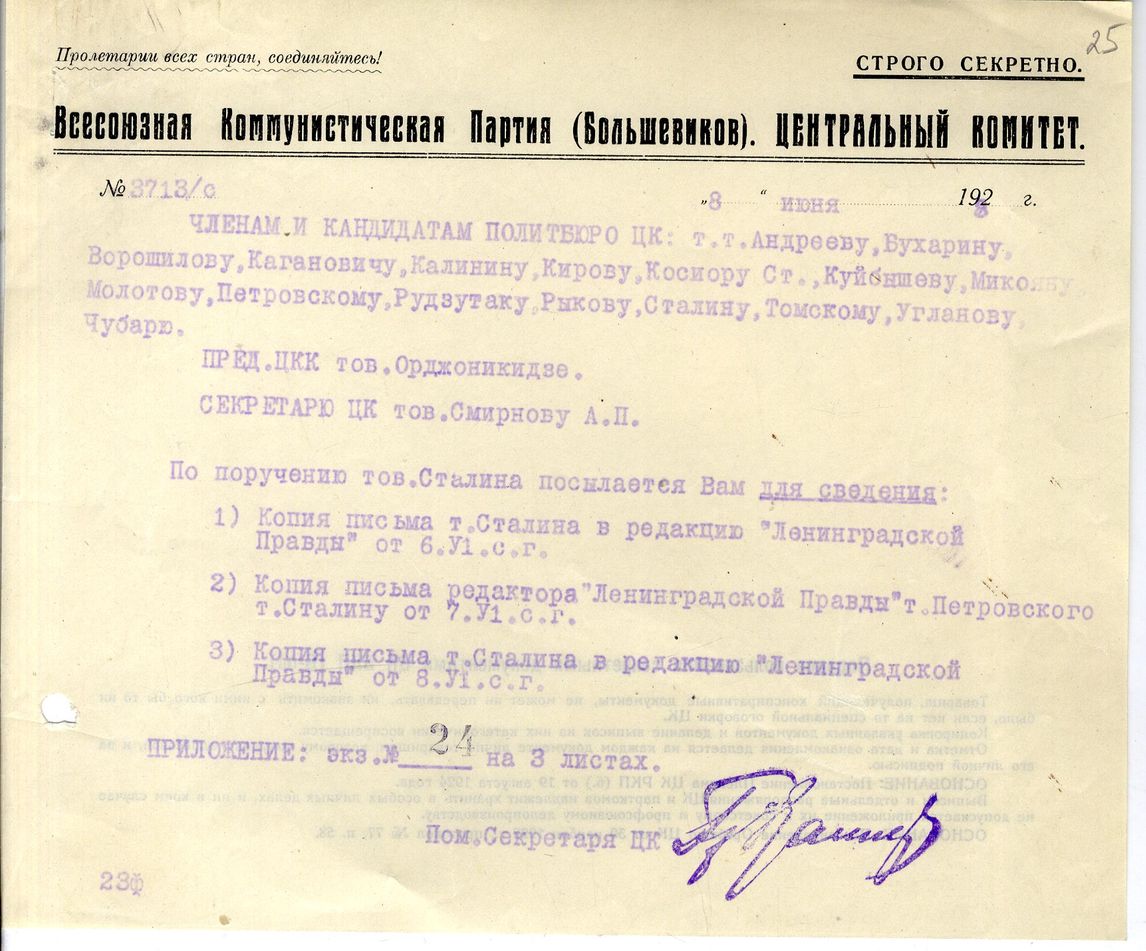 25
Пролетарии всех стран, соединяйтесь!
СТРОГО СЕКРЕТНО.
Всесоюзная Коммунистическая Партия (Большевиков). ЦЕНТРАЛЬНЫЙ КОМИТЕТ.
№ 3713/с „8 “ июня 1928 г.
ЧЛЕНАМ И КАНДИДАТАМ ПОЛИТБЮРО ЦК: т.т.Андрееву,Бухарину,
Ворошилову,Кагановичу,Калинину,Кирову,Косиору Ст.,Куйбышеву,Микояну,
Молотову,Петровскому,Рудзутаку,Рыкову,Сталину,Томскому,Угланову,
Чубарю.
ПРЕД.ЦКК тов.Орджоникидзе.
СЕКРЕТАРЮ ЦК тов.Смирнову А.П.
По поручению тов.Сталина посылается Вам для сведения:
1) Копия письма т.Сталина в редакцию "Ленинградской
Правды" от 6.У1.с.г.
2) Копия письма редактора"Ленинградской Правды"т.Петровского
т.Сталину от 7.У1.с.г.
3) Копия письма т.Сталина в редакцию "Ленинградской
Правды" от 8.У1.с.г.
ПРИЛОЖЕНИЕ: экз.№ 24 на 3 листах.
Пом.Секретаря ЦК
23ф